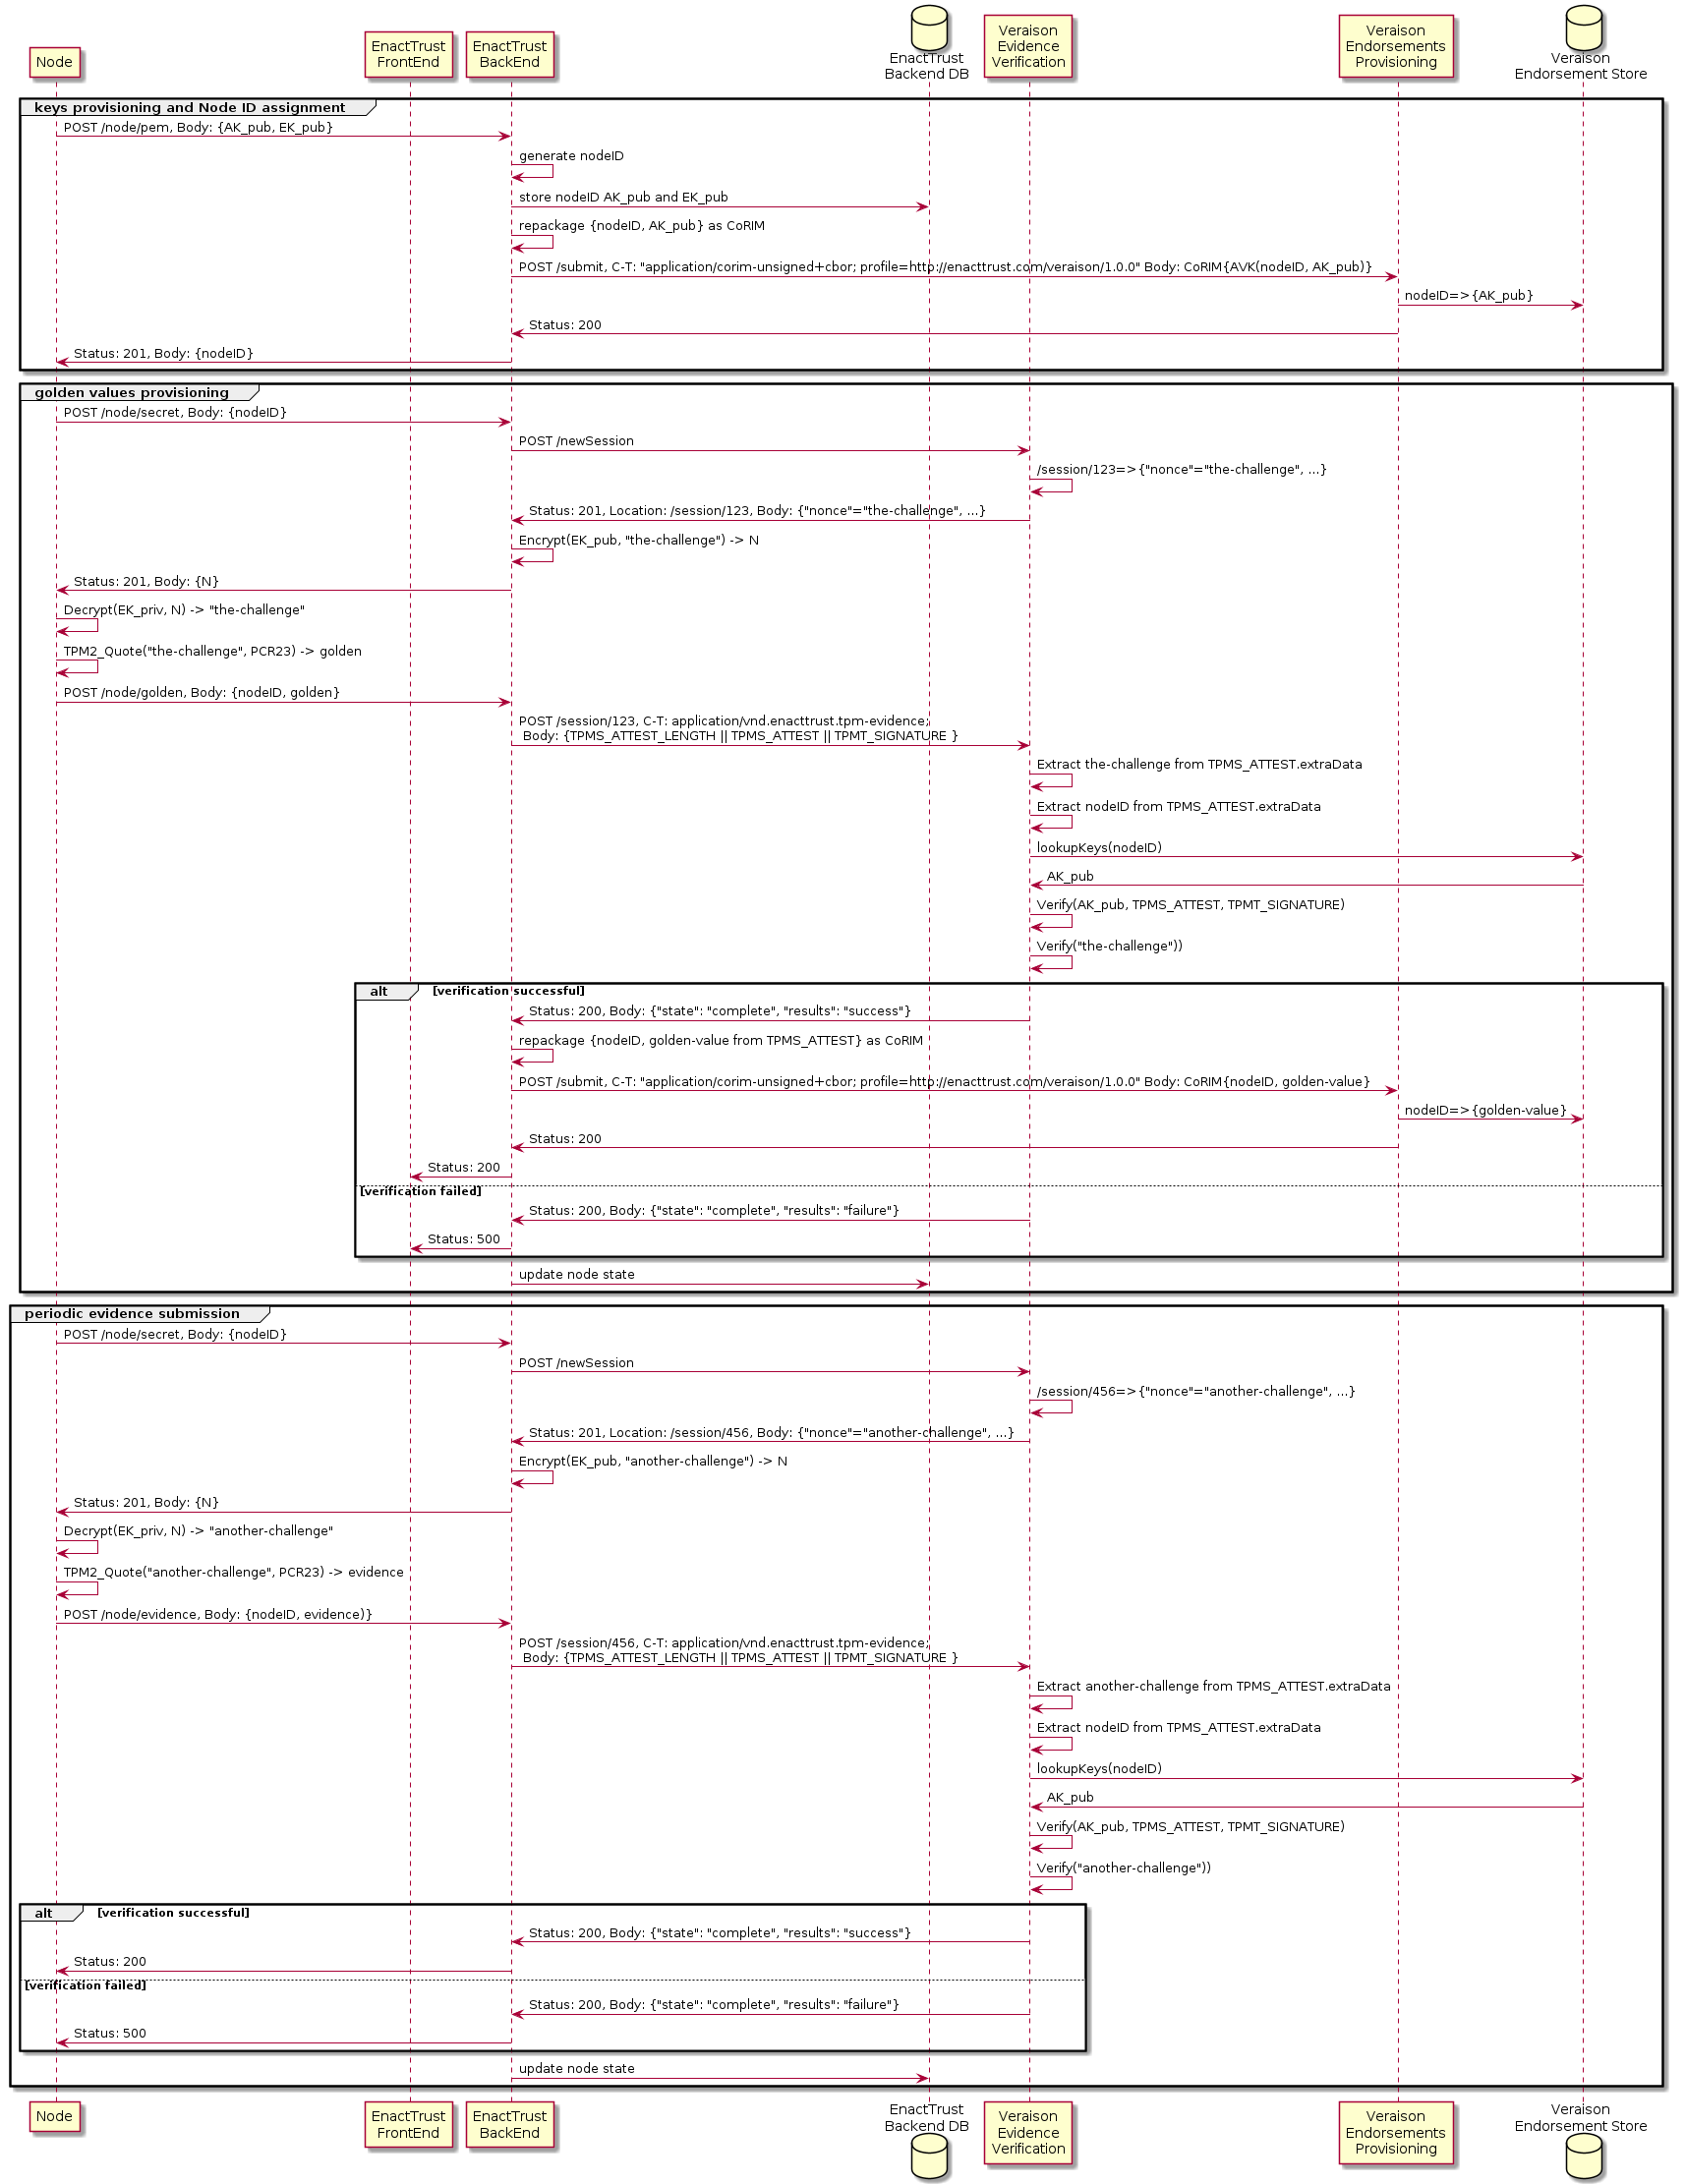 Node
EnactTrust
FrontEnd
EnactTrust
BackEnd
EnactTrust
Backend DB
Veraison
Evidence
Verification
Veraison
Endorsements
Provisioning
Veraison
Endorsement Store
keys provisioning and Node ID assignment
POST /node/pem, Body: {AK_pub, EK_pub}
generate nodeID
store nodeID AK_pub and EK_pub
repackage {nodeID, AK_pub} as CoRIM
POST /submit, C-T: "application/corim-unsigned+cbor; profile=http://enacttrust.com/veraison/1.0.0" Body: CoRIM{AVK(nodeID, AK_pub)}
nodeID=>{AK_pub}
Status: 200
Status: 201, Body: {nodeID}
golden values provisioning
POST /node/secret, Body: {nodeID}
POST /newSession
/session/123=>{"nonce"="the-challenge", ...}
Status: 201, Location: /session/123, Body: {"nonce"="the-challenge", ...}
Encrypt(EK_pub, "the-challenge") -> N
Status: 201, Body: {N}
Decrypt(EK_priv, N) -> "the-challenge"
TPM2_Quote("the-challenge", PCR23) -> golden
POST /node/golden, Body: {nodeID, golden}
POST /session/123, C-T: application/vnd.enacttrust.tpm-evidence;
Body: {TPMS_ATTEST_LENGTH || TPMS_ATTEST || TPMT_SIGNATURE }
Extract the-challenge from TPMS_ATTEST.extraData
Extract nodeID from TPMS_ATTEST.extraData
lookupKeys(nodeID)
AK_pub
Verify(AK_pub, TPMS_ATTEST, TPMT_SIGNATURE)
Verify("the-challenge"))
alt [verification successful]
Status: 200, Body: {"state": "complete", "results": "success"}
repackage {nodeID, golden-value from TPMS_ATTEST} as CoRIM
POST /submit, C-T: "application/corim-unsigned+cbor; profile=http://enacttrust.com/veraison/1.0.0" Body: CoRIM{nodeID, golden-value}
nodeID=>{golden-value}
Status: 200
Status: 200
[verification failed]
Status: 200, Body: {"state": "complete", "results": "failure"}
Status: 500
update node state
periodic evidence submission
POST /node/secret, Body: {nodeID}
POST /newSession
/session/456=>{"nonce"="another-challenge", ...}
Status: 201, Location: /session/456, Body: {"nonce"="another-challenge", ...}
Encrypt(EK_pub, "another-challenge") -> N
Status: 201, Body: {N}
Decrypt(EK_priv, N) -> "another-challenge"
TPM2_Quote("another-challenge", PCR23) -> evidence
POST /node/evidence, Body: {nodeID, evidence)}
POST /session/456, C-T: application/vnd.enacttrust.tpm-evidence;
Body: {TPMS_ATTEST_LENGTH || TPMS_ATTEST || TPMT_SIGNATURE }
Extract another-challenge from TPMS_ATTEST.extraData
Extract nodeID from TPMS_ATTEST.extraData
lookupKeys(nodeID)
AK_pub
Verify(AK_pub, TPMS_ATTEST, TPMT_SIGNATURE)
Verify("another-challenge"))
alt [verification successful]
Status: 200, Body: {"state": "complete", "results": "success"}
Status: 200
[verification failed]
Status: 200, Body: {"state": "complete", "results": "failure"}
Status: 500
update node state
Node
EnactTrust
FrontEnd
EnactTrust
BackEnd
EnactTrust
Backend DB
Veraison
Evidence
Verification
Veraison
Endorsements
Provisioning
Veraison
Endorsement Store